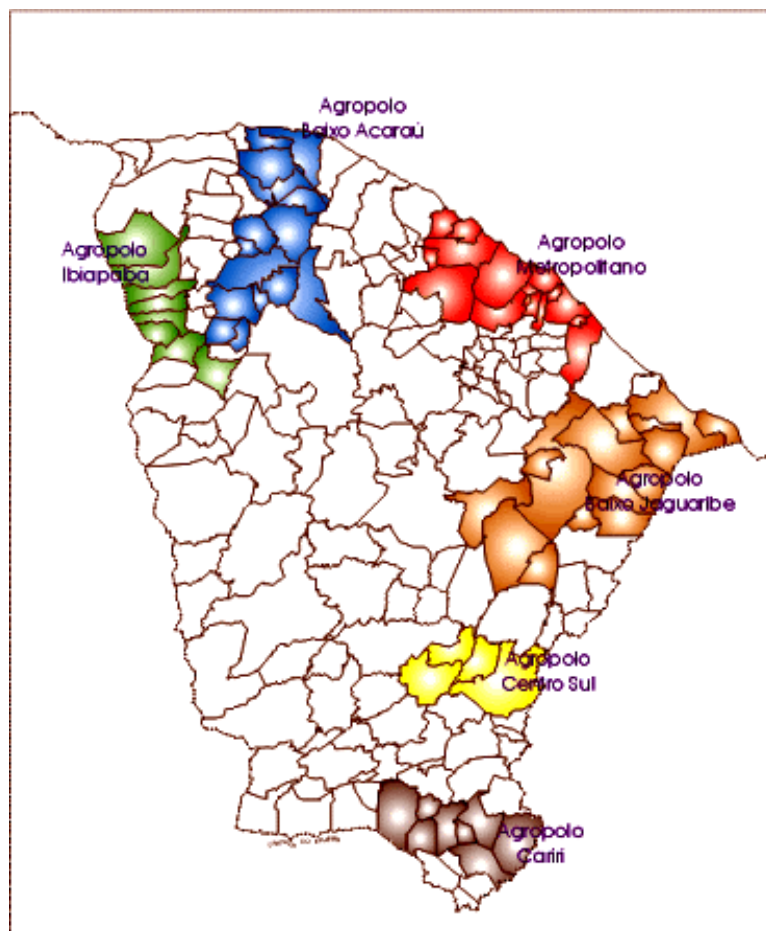 Agropolo
Baixo Acaraú
Agropolo
Ibiapaba
Agropolo
Metropolitano
Agropolo
Baixo Jaguaribe
Agropolo
Centro Sul
Agropolo
Cariri